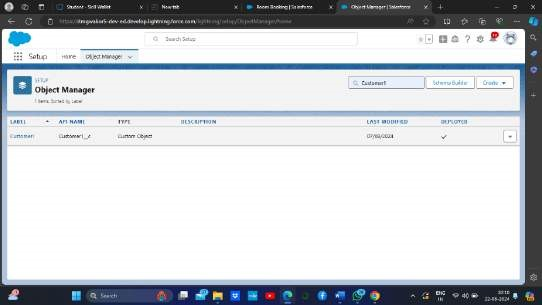 Student - Skill Wallet
New tab
Room Booking | Salesforce
Object Manager | Salesforce
Search Setup
Setup
Home
Object Manager
SETUP
Object Manager
1 Items, Sorted by Label
Customer1
Schema Builder
Create
LABEL
API NAME
TYPE
DESCRIPTION
LAST MODIFIED
DEPLOYED
Customer1
Customer1__c
Custom Object
Search
ENG
IN